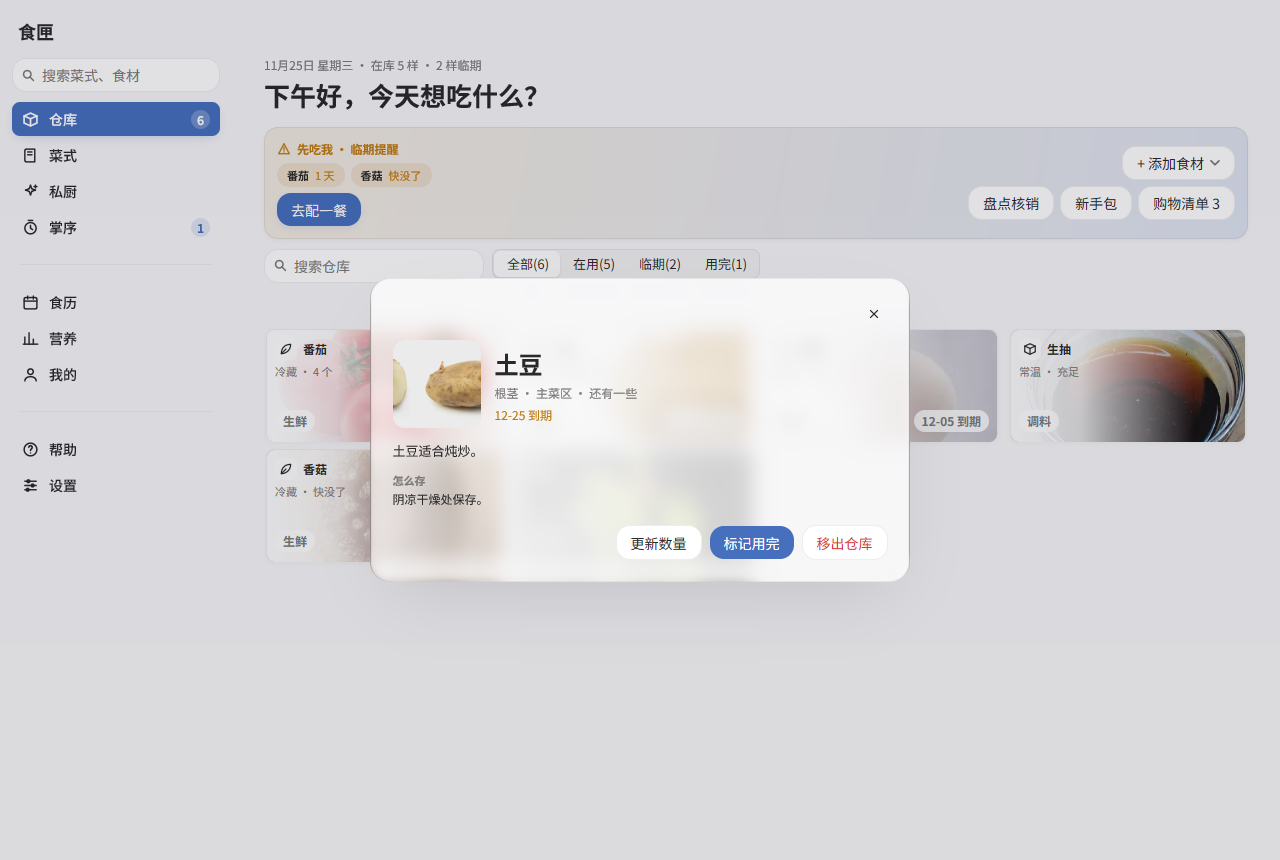 食匣
搜索菜式、食材
仓库 6
菜式
私厨
掌序 1
食历
营养
我的
帮助
设置
11月25日 星期三 · 在库 5 样 · 2 样临期
下午好，今天想吃什么？
先吃我 · 临期提醒
番茄 1 天 香菇 快没了
去配一餐
+ 添加食材
盘点核销 新手包 购物清单 3
搜索仓库
全部(6) 在用(5) 临期(2) 用完(1)
番茄
冷藏 · 4 个
生鲜
12-05 到期
生抽
常温 · 充足
调料
香菇
冷藏 · 快没了
生鲜
×
土豆
根茎 · 主菜区 · 还有一些
12-25 到期
土豆适合炖炒。
怎么存
阴凉干燥处保存。
更新数量 标记用完 移出仓库